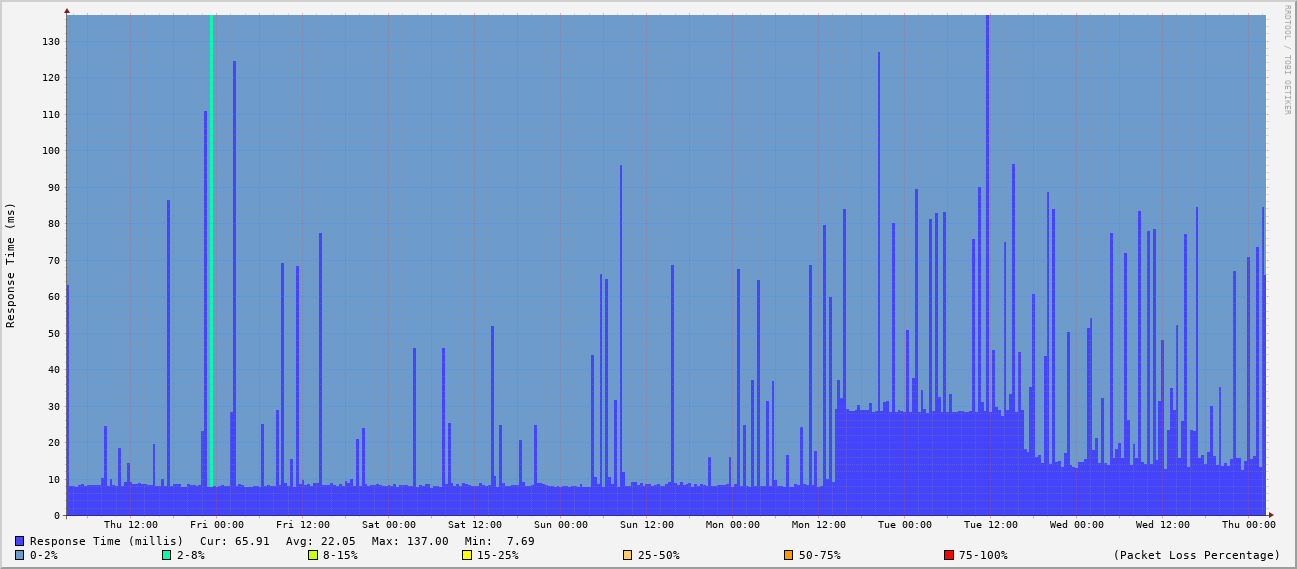 RRDTOOL / TOBI OETIKER
Response Time (ms)
130
120
110
100
90
80
70
60
50
40
30
20
10
0
Thu 12:00 Fri 00:00 Fri 12:00 Sat 00:00 Sat 12:00 Sun 00:00 Sun 12:00 Mon 00:00 Mon 12:00 Tue 00:00 Tue 12:00 Wed 00:00 Wed 12:00 Thu 00:00
Response Time (millis) Cur: 65.91 Avg: 22.05 Max: 137.00 Min: 7.69
0-2% 2-8% 8-15% 15-25% 25-50% 50-75% 75-100% (Packet Loss Percentage)